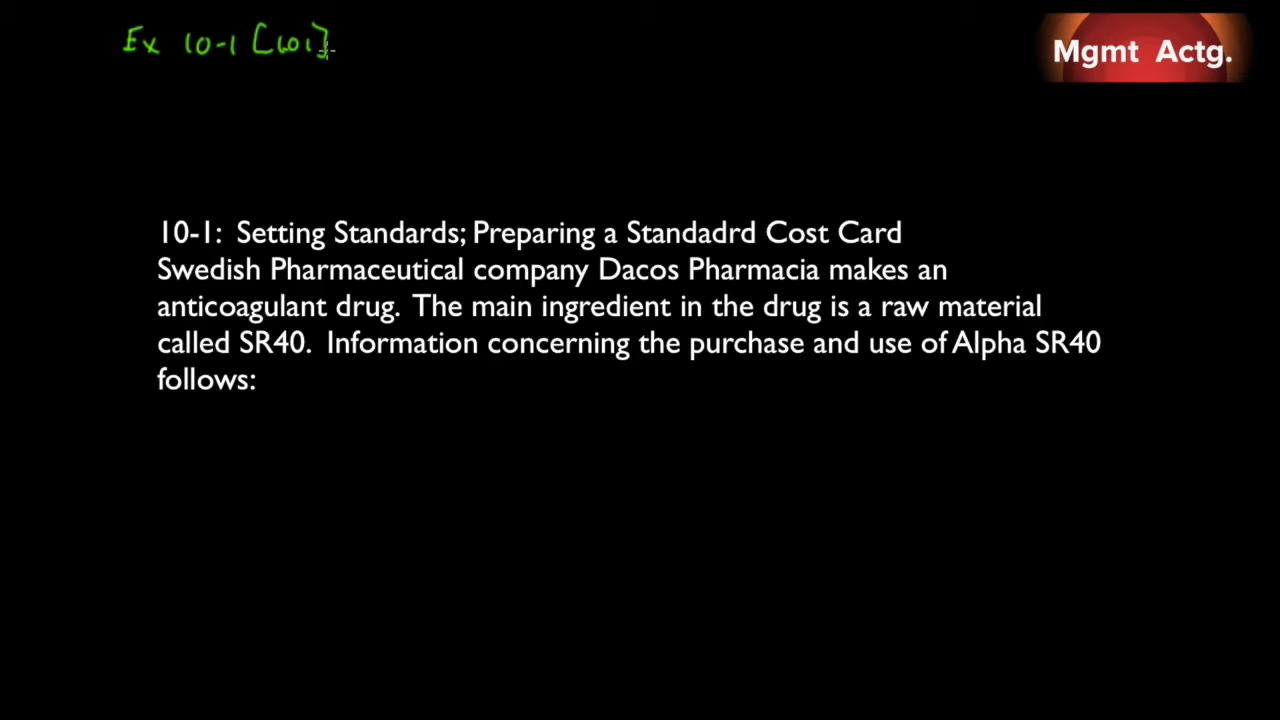 Ex 10-1 [LO1]
Mgmt Actg.
10-1: Setting Standards; Preparing a Standadrd Cost Card
Swedish Pharmaceutical company Dacos Pharmacia makes an
anticoagulant drug. The main ingredient in the drug is a raw material
called SR40. Information concerning the purchase and use of Alpha SR40
follows: